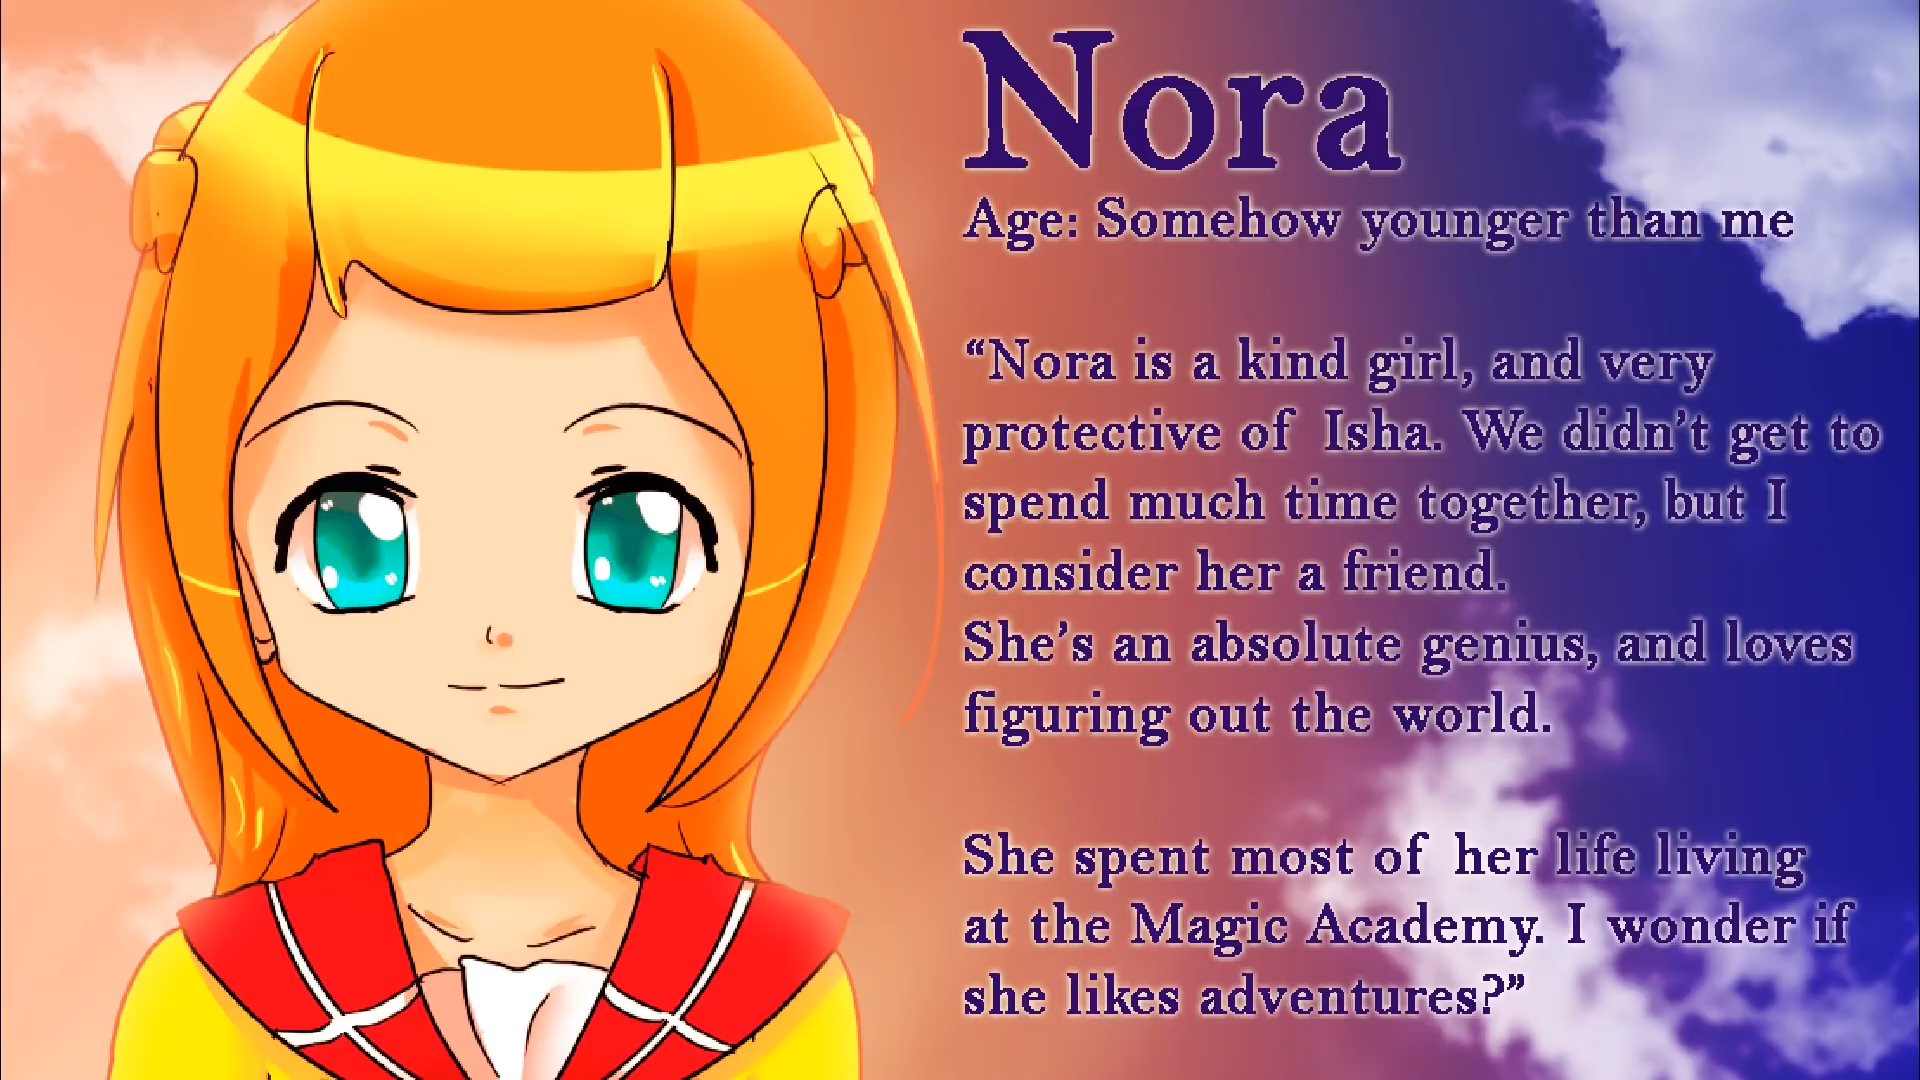 Nora
Age: Somehow younger than me
“Nora is a kind girl, and very
protective of Isha. We didn’t get to
spend much time together, but I
consider her a friend.
She’s an absolute genius, and loves
figuring out the world.
She spent most of her life living
at the Magic Academy. I wonder if
she likes adventures?”